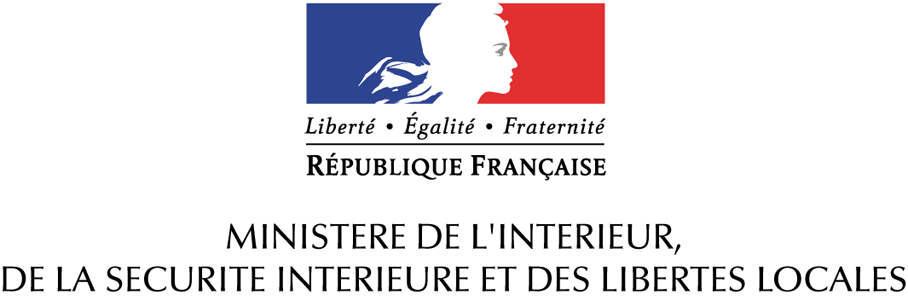 Liberté • Égalité • Fraternité
RÉPUBLIQUE FRANÇAISE
MINISTERE DE L'INTERIEUR,
DE LA SECURITE INTERIEURE ET DES LIBERTES LOCALES